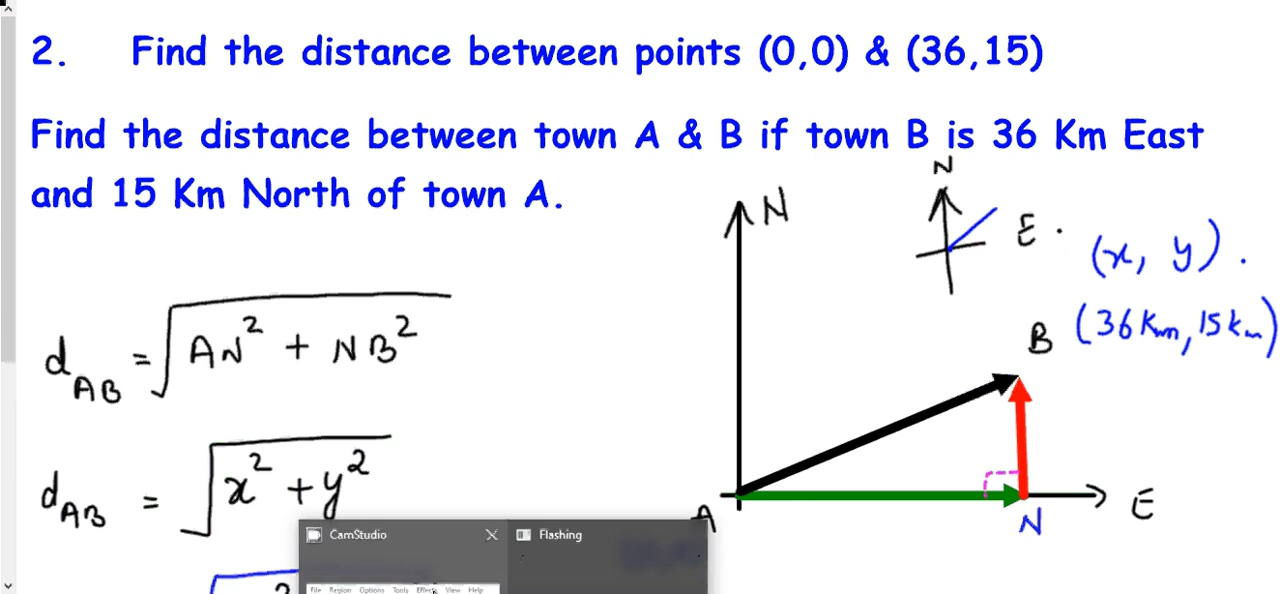 2. Find the distance between points (0,0) & (36,15)
Find the distance between town A & B if town B is 36 Km East
and 15 Km North of town A.
N
N
E .
(x, y) .
B (36 Km, 15 km)
d_AB = √(AN² + NB²)
d_AB = √(x² + y²)
A
N
E
CamStudio X
Flashing
File Region Options Tools Effects View Help
2